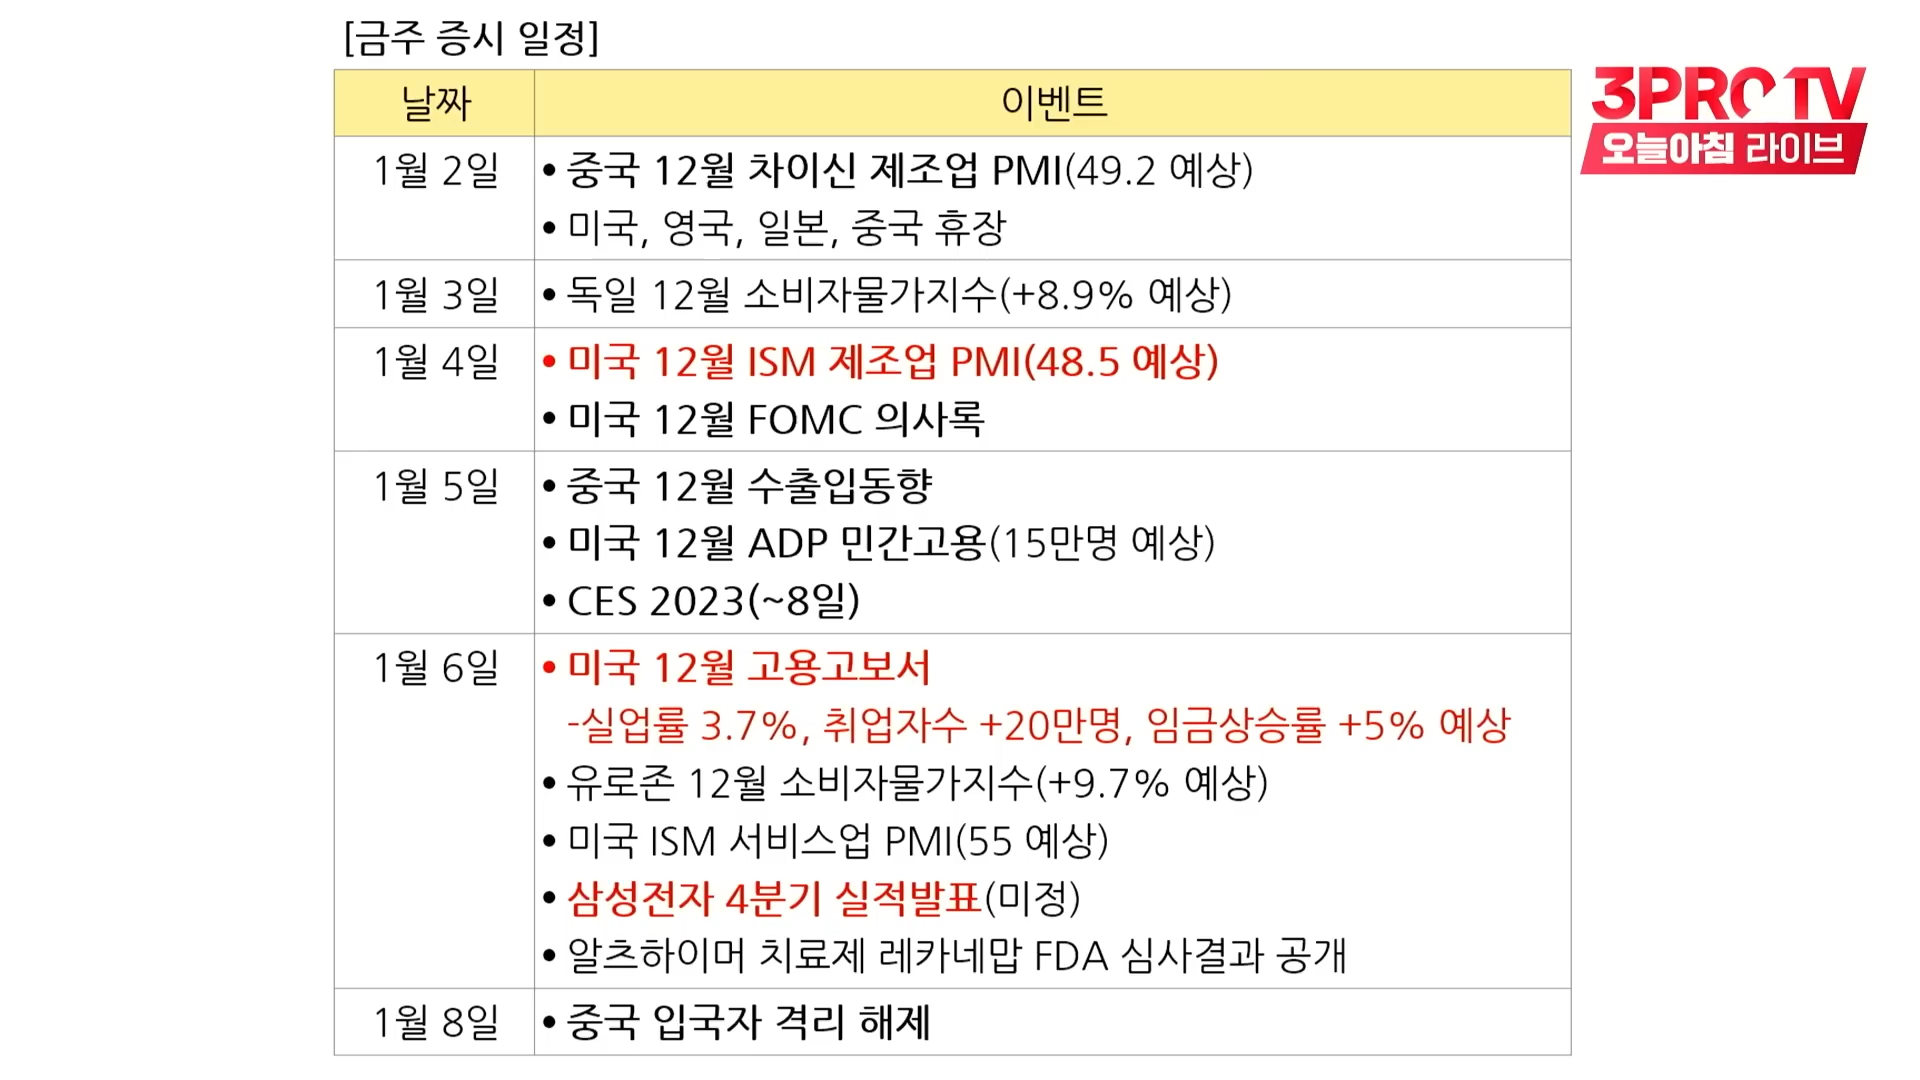 [금주 증시 일정]
3PRO TV
오늘아침 라이브
날짜 이벤트
1월 2일 • 중국 12월 차이신 제조업 PMI(49.2 예상)
• 미국, 영국, 일본, 중국 휴장
1월 3일 • 독일 12월 소비자물가지수(+8.9% 예상)
1월 4일 • 미국 12월 ISM 제조업 PMI(48.5 예상)
• 미국 12월 FOMC 의사록
1월 5일 • 중국 12월 수출입동향
• 미국 12월 ADP 민간고용(15만명 예상)
• CES 2023(~8일)
1월 6일 • 미국 12월 고용고보서
-실업률 3.7%, 취업자수 +20만명, 임금상승률 +5% 예상
• 유로존 12월 소비자물가지수(+9.7% 예상)
• 미국 ISM 서비스업 PMI(55 예상)
• 삼성전자 4분기 실적발표(미정)
• 알츠하이머 치료제 레카네맙 FDA 심사결과 공개
1월 8일 • 중국 입국자 격리 해제